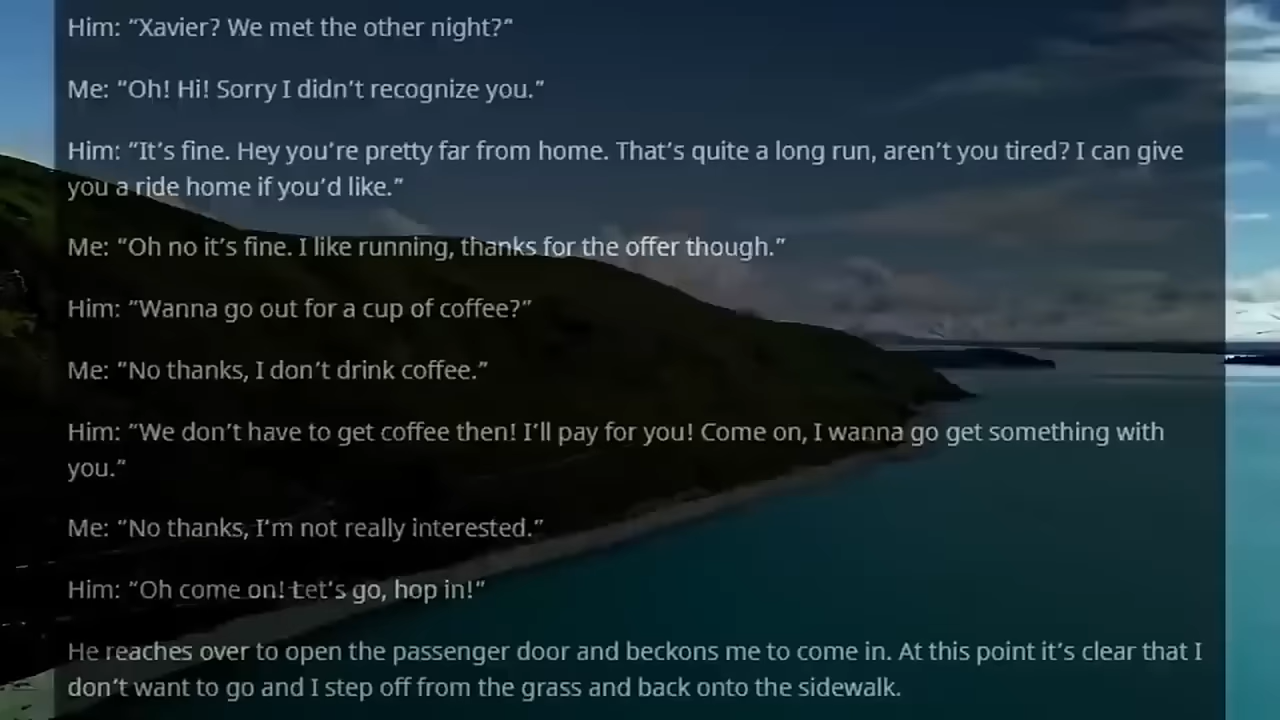 Him: “Xavier? We met the other night?”
Me: “Oh! Hi! Sorry I didn’t recognize you.”
Him: “It’s fine. Hey you’re pretty far from home. That’s quite a long run, aren’t you tired? I can give
you a ride home if you’d like.”
Me: “Oh no it’s fine. I like running, thanks for the offer though.”
Him: “Wanna go out for a cup of coffee?”
Me: “No thanks, I don’t drink coffee.”
Him: “We don’t have to get coffee then! I’ll pay for you! Come on, I wanna go get something with
you.”
Me: “No thanks, I’m not really interested.”
Him: “Oh come on! Let’s go, hop in!”
He reaches over to open the passenger door and beckons me to come in. At this point it’s clear that I
don’t want to go and I step off from the grass and back onto the sidewalk.